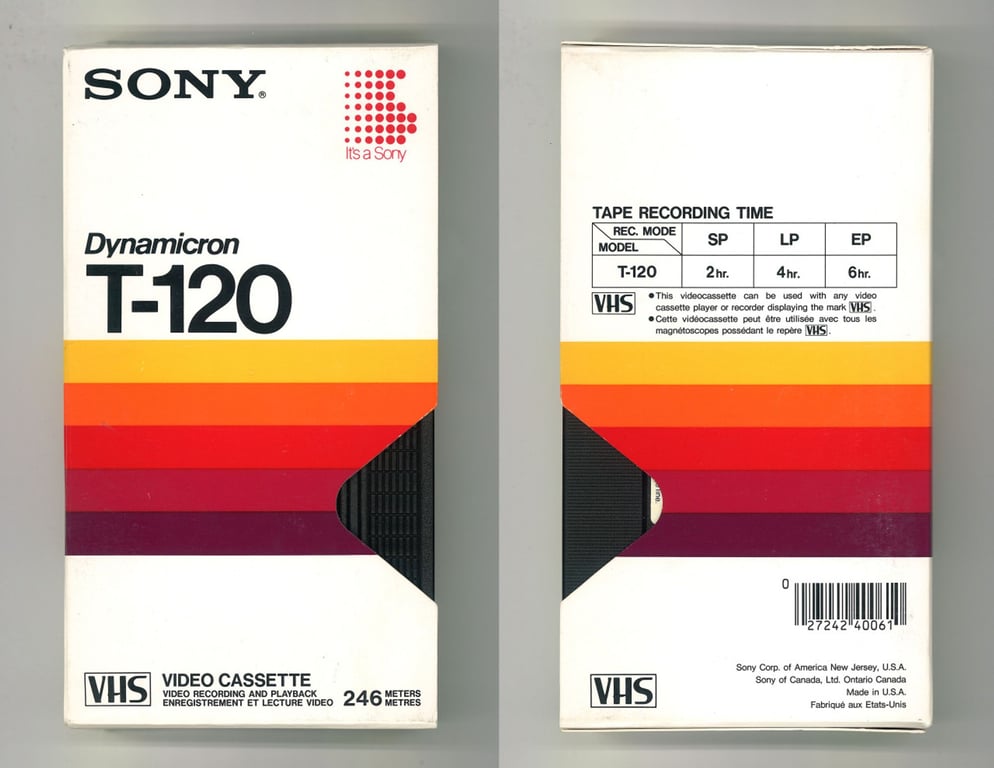 SONY®
It's a Sony
Dynamicron
T-120
VHS
VIDEO CASSETTE
VIDEO RECORDING AND PLAYBACK
ENREGISTREMENT ET LECTURE VIDEO
246 METERS
METRES
TAPE RECORDING TIME
REC. MODE
MODEL
SP LP EP
T-120 2hr. 4hr. 6hr.
VHS
●This videocassette can be used with any video
cassette player or recorder displaying the mark VHS.
●Cette vidéocassette peut être utilisée avec tous les
magnétoscopes possédant le repère VHS.
0
27242 40061
Sony Corp. of America New Jersey, U.S.A.
Sony of Canada, Ltd. Ontario Canada
Made in U.S.A.
Fabriqué aux Etats-Unis
VHS